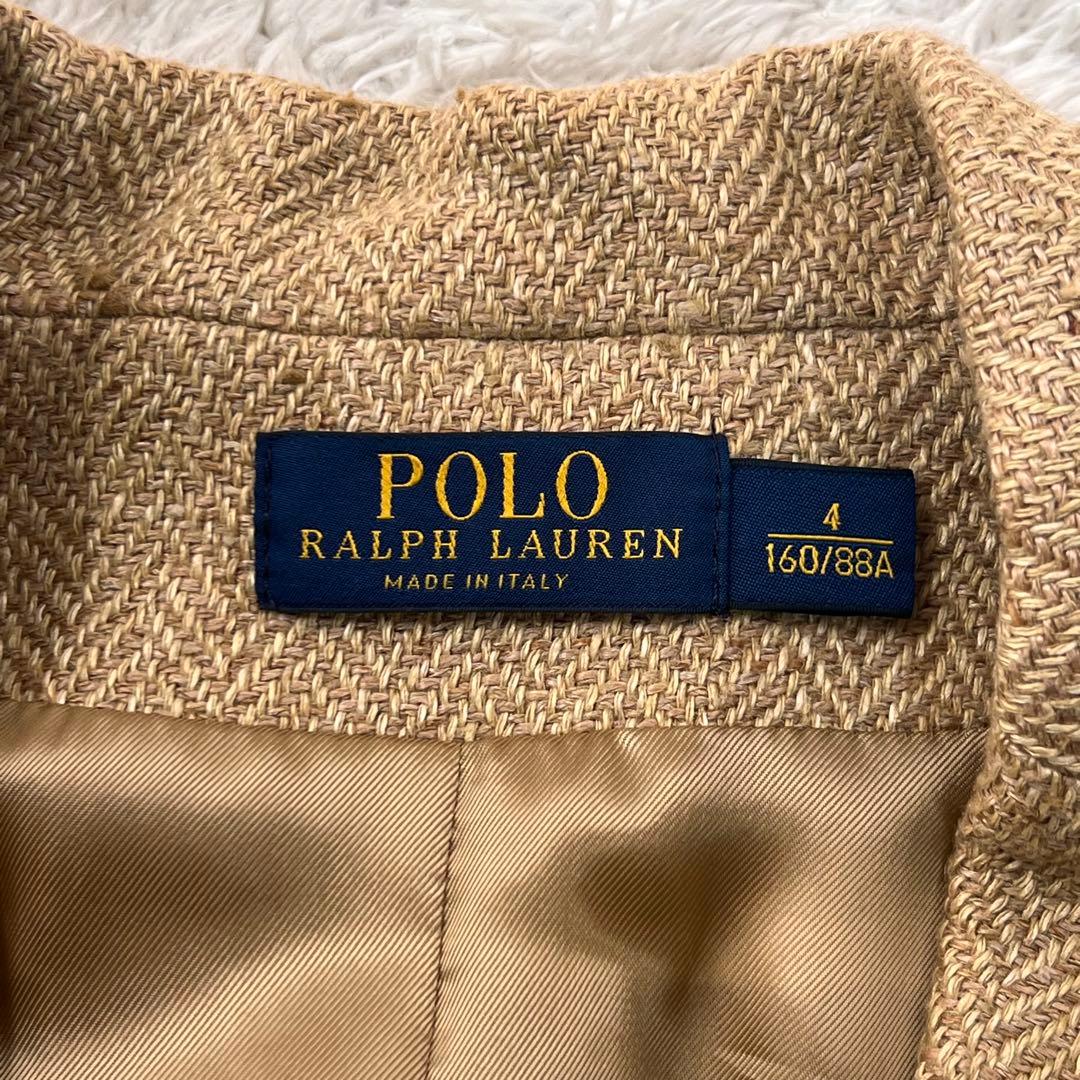 POLO
RALPH LAUREN
MADE IN ITALY
4
160/88A